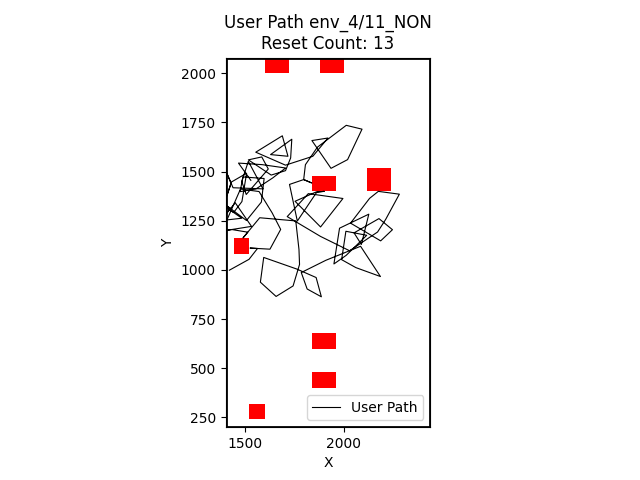 User Path env_4/11_NON
Reset Count: 13
2000
1750
1500
1250
1000
750
500
250
Y
User Path
1500 2000
X